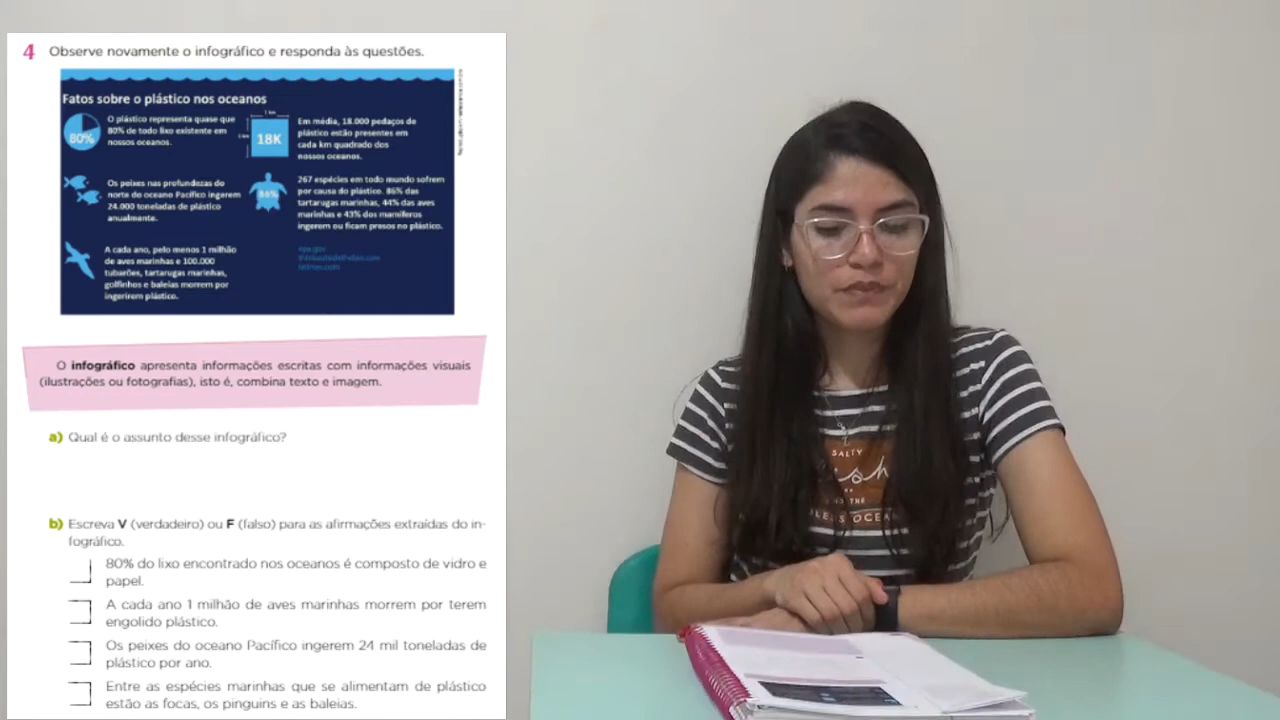 4 Observe novamente o infográfico e responda às questões.
Fatos sobre o plástico nos oceanos
80%
O plástico representa quase que
80% de todo lixo existente em
nossos oceanos.
1 km
18K
Em média, 18.000 pedaços de
plástico estão presentes em
cada km quadrado dos
nossos oceanos.
Os peixes nas profundezas do
norte do oceano Pacífico ingerem
24.000 toneladas de plástico
anualmente.
86%
267 espécies em todo mundo sofrem
por causa do plástico. 86% das
tartarugas marinhas, 44% das aves
marinhas e 43% dos mamíferos
ingerem ou ficam presos no plástico.
A cada ano, pelo menos 1 milhão
de aves marinhas e 100.000
tubarões, tartarugas marinhas,
golfinhos e baleias morrem por
ingerirem plástico.
epa.gov
latimes.com
O infográfico apresenta informações escritas com informações visuais
(ilustrações ou fotografias), isto é, combina texto e imagem.
a) Qual é o assunto desse infográfico?
b) Escreva V (verdadeiro) ou F (falso) para as afirmações extraídas do in-
fográfico.
80% do lixo encontrado nos oceanos é composto de vidro e
papel.
A cada ano 1 milhão de aves marinhas morrem por terem
engolido plástico.
Os peixes do oceano Pacífico ingerem 24 mil toneladas de
plástico por ano.
Entre as espécies marinhas que se alimentam de plástico
estão as focas, os pinguins e as baleias.
SALTY